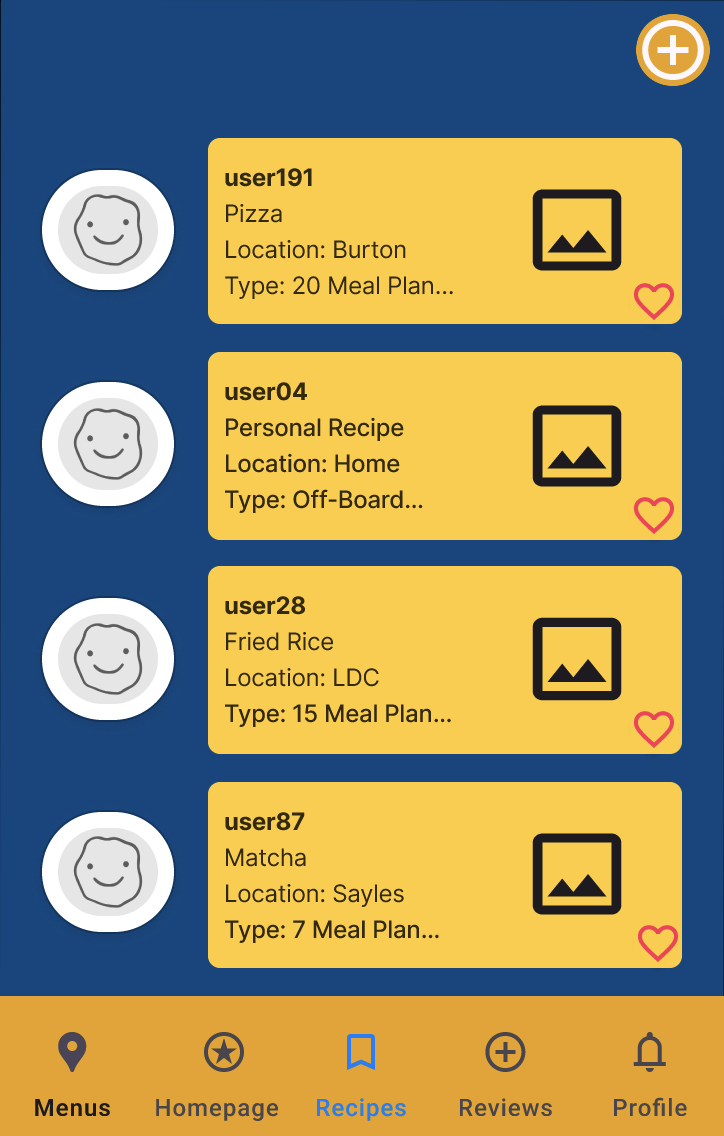 user191
Pizza
Location: Burton
Type: 20 Meal Plan...
user04
Personal Recipe
Location: Home
Type: Off-Board...
user28
Fried Rice
Location: LDC
Type: 15 Meal Plan...
user87
Matcha
Location: Sayles
Type: 7 Meal Plan...
Menus Homepage Recipes Reviews Profile